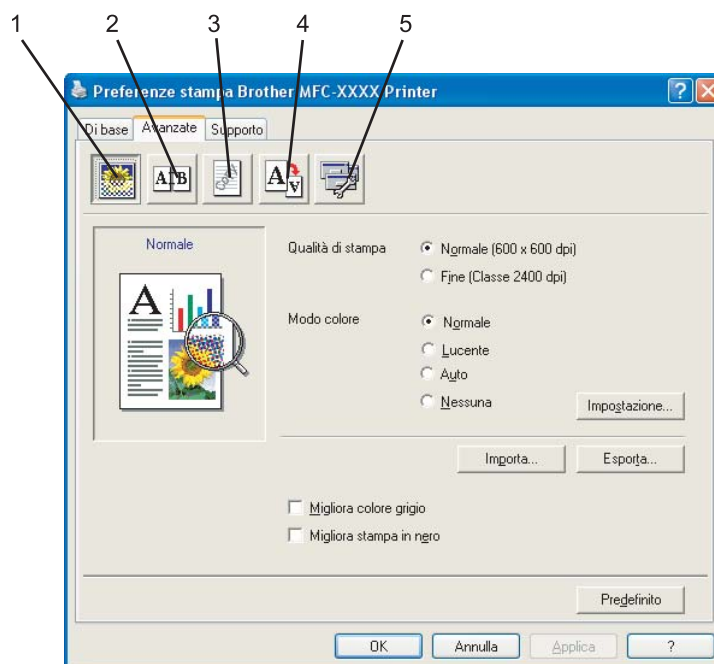 1 2 3 4 5
Preferenze stampa Brother MFC-XXXX Printer
Di base Avanzate Supporto
A B A A
Normale
A
Qualità di stampa
Normale (600 x 600 dpi)
Fine (Classe 2400 dpi)
Modo colore
Normale
Lucente
Auto
Nessuna
Impostazione...
Importa... Esporta...
Migliora colore grigio
Migliora stampa in nero
Predefinito
OK Annulla Applica ?